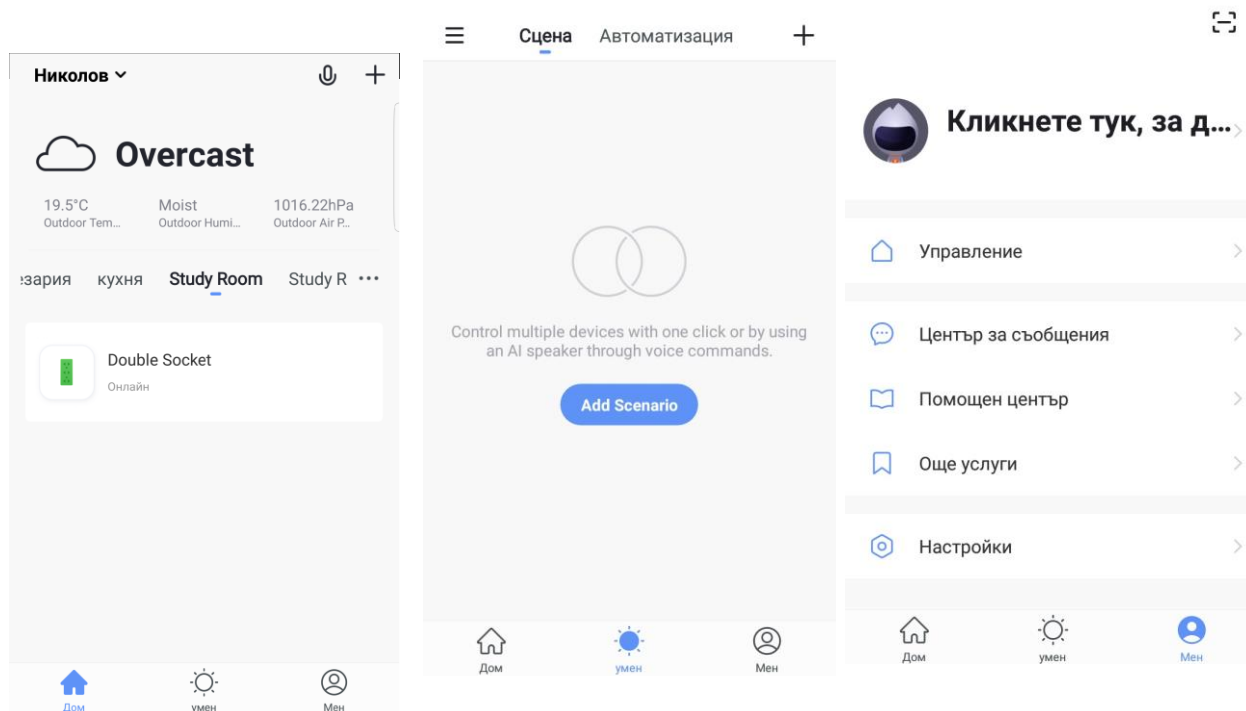 Николов
Overcast
19.5°C Moist 1016.22hPa
Outdoor Tem... Outdoor Humi... Outdoor Air P...
зария кухня Study Room Study R ...
Double Socket
Онлайн
Дом умен Мен
Сцена Автоматизация
Control multiple devices with one click or by using
an AI speaker through voice commands.
Add Scenario
Дом умен Мен
Кликнете тук, за д...
Управление
Център за съобщения
Помощен център
Още услуги
Настройки
Дом умен Мен